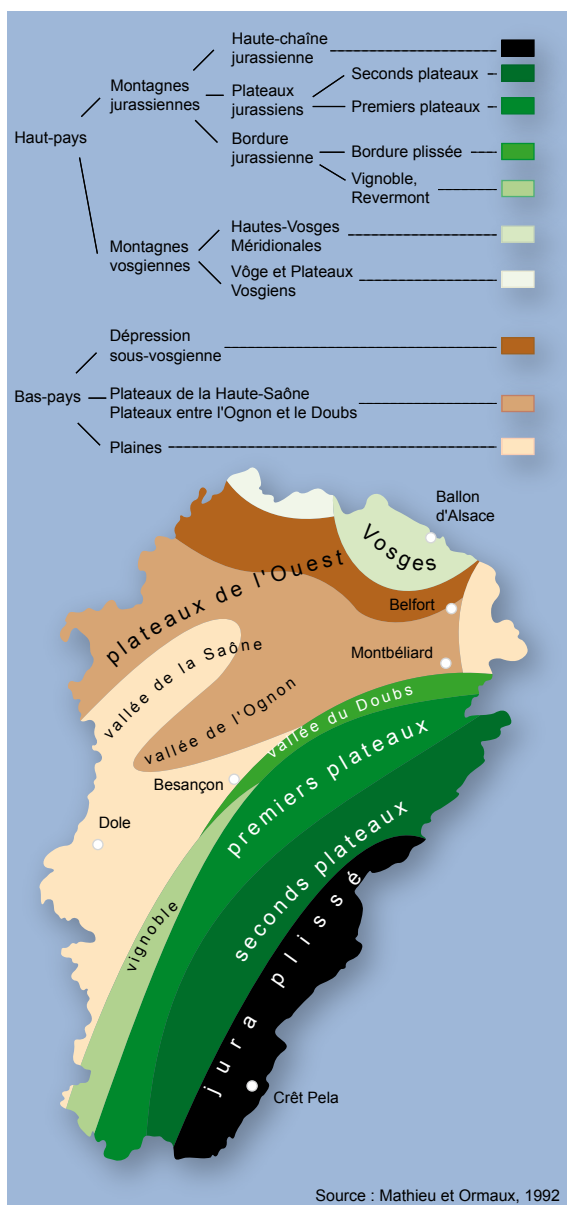 Haute-chaîne
jurassienne
Montagnes
jurassiennes
Plateaux
jurassiens
Seconds plateaux
Premiers plateaux
Haut-pays
Bordure
jurassienne
Bordure plissée
Vignoble,
Revermont
Montagnes
vosgiennes
Hautes-Vosges
Méridionales
Vôge et Plateaux
Vosgiens
Dépression
sous-vosgienne
Bas-pays
Plateaux de la Haute-Saône
Plateaux entre l'Ognon et le Doubs
Plaines
Ballon
d'Alsace
Vosges
plateaux de l'Ouest
Belfort
vallée de la Saône
Montbéliard
vallée de l'Ognon
vallée du Doubs
Besançon
premiers plateaux
Dole
seconds plateaux
vignoble
jura plissé
Crêt Pela
Source : Mathieu et Ormaux, 1992